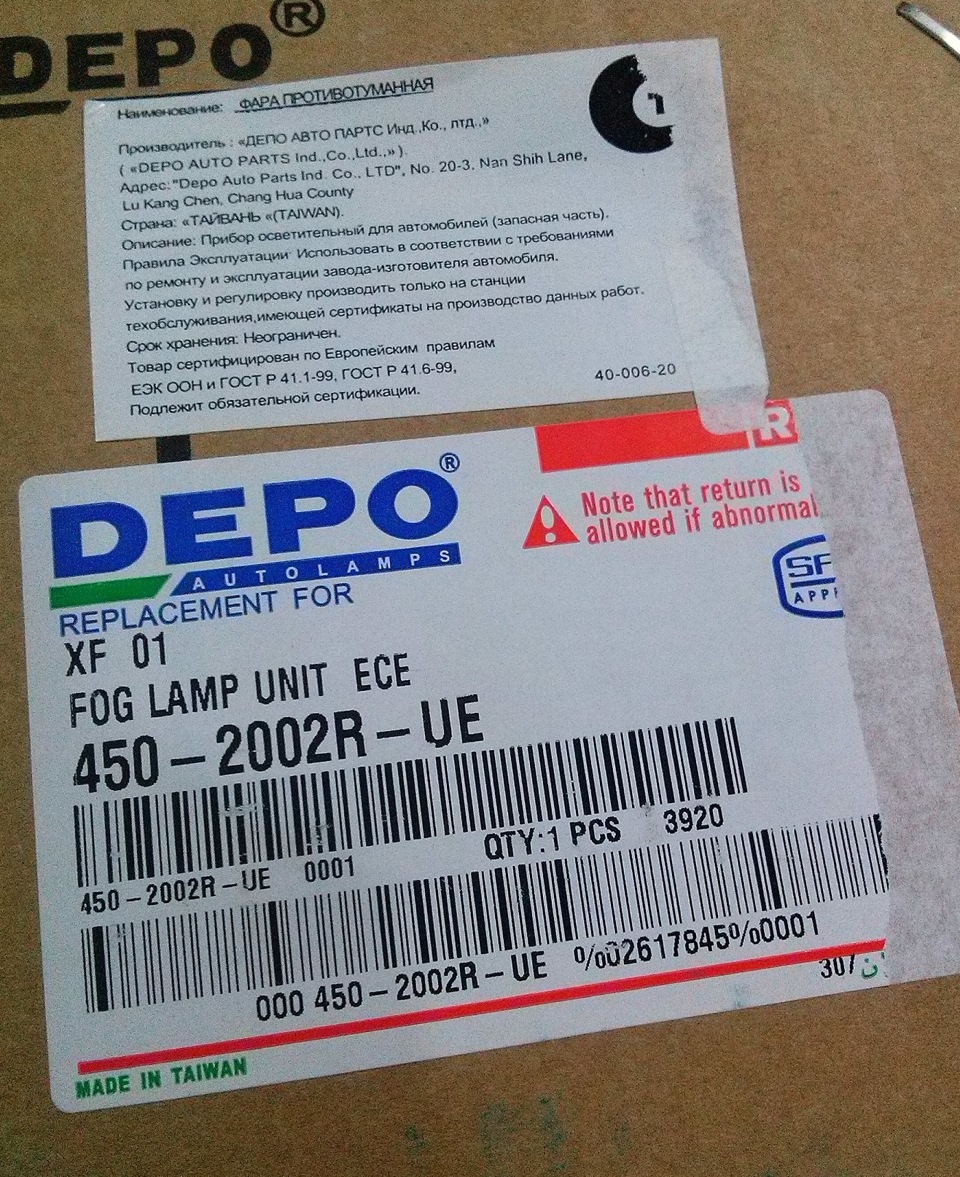 DEPO®
Наименование: ФАРА ПРОТИВОТУМАННАЯ
Производитель : «ДЕПО АВТО ПАРТС Инд.,Ко., лтд.,»
( «DEPO AUTO PARTS Ind.,Co.,Ltd.,» ).
Адрес:"Depo Auto Parts Ind. Co., LTD", No. 20-3, Nan Shih Lane,
Lu Kang Chen, Chang Hua County
Страна: «ТАЙВАНЬ «(TAIWAN).
Описание: Прибор осветительный для автомобилей (запасная часть).
Правила Эксплуатации: Использовать в соответствии с требованиями
по ремонту и эксплуатации завода-изготовителя автомобиля.
Установку и регулировку производить только на станции
техобслуживания,имеющей сертификаты на производство данных работ.
Срок хранения: Неограничен.
Товар сертифицирован по Европейским правилам
ЕЭК ООН и ГОСТ Р 41.1-99, ГОСТ Р 41.6-99,
Подлежит обязательной сертификации.
40-006-20
R
DEPO®
AUTOLAMPS
Note that return is
allowed if abnormal
REPLACEMENT FOR
XF 01
FOG LAMP UNIT ECE
450-2002R-UE
450-2002R-UE 0001
QTY:1 PCS 3920
000 450-2002R-UE %02617845%0001
307
MADE IN TAIWAN